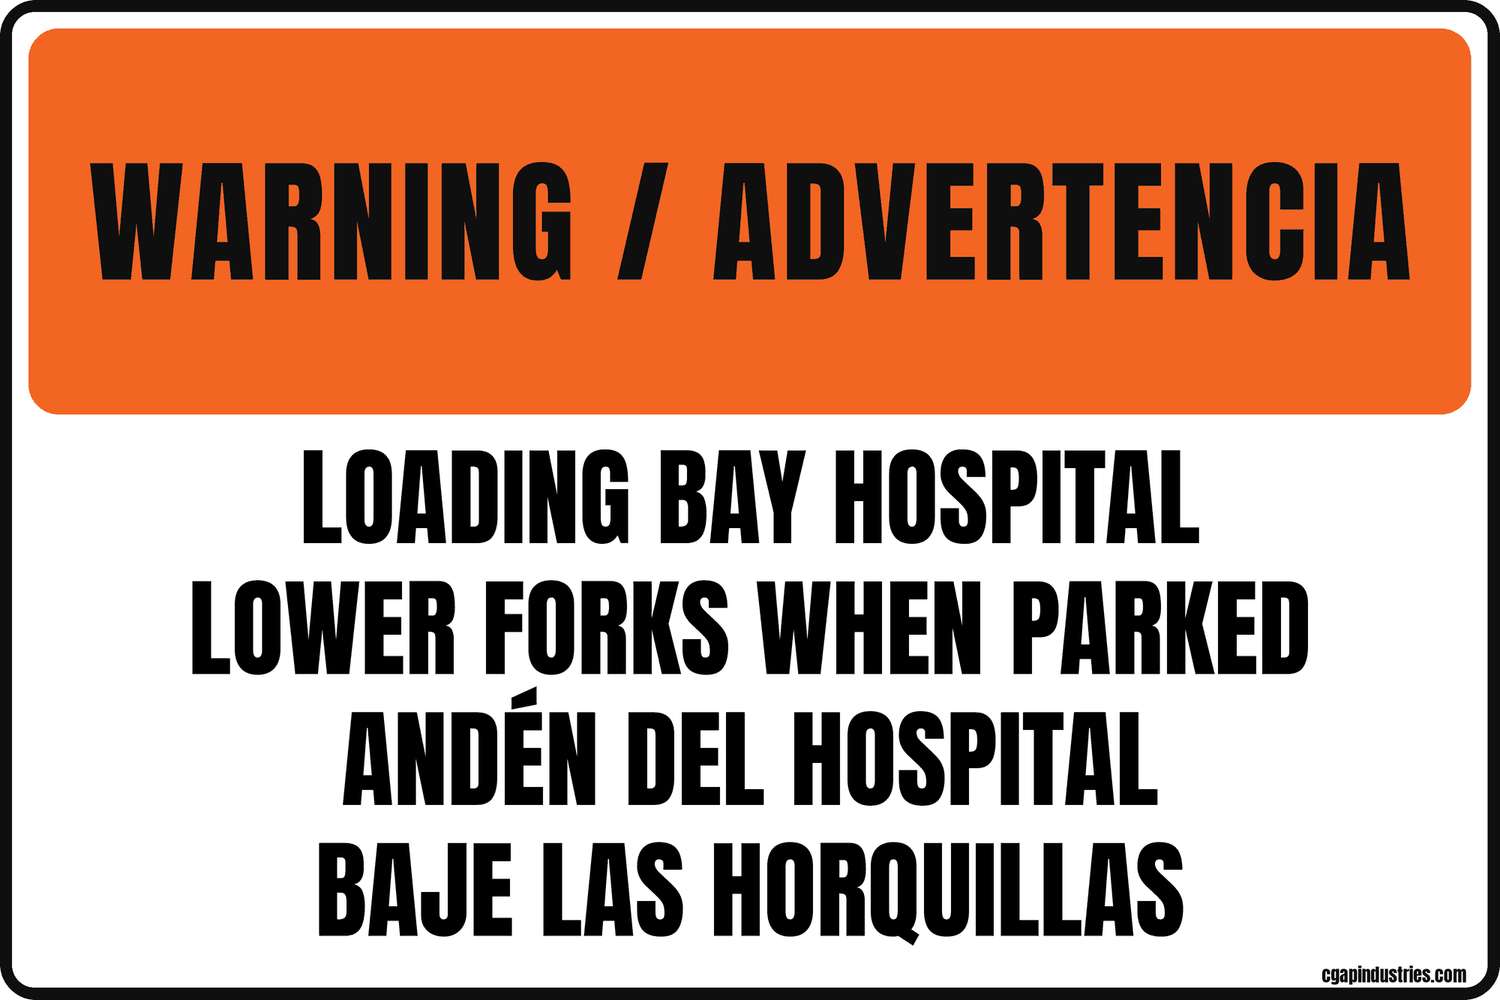 WARNING / ADVERTENCIA
LOADING BAY HOSPITAL
LOWER FORKS WHEN PARKED
ANDÉN DEL HOSPITAL
BAJE LAS HORQUILLAS
cgapindustries.com